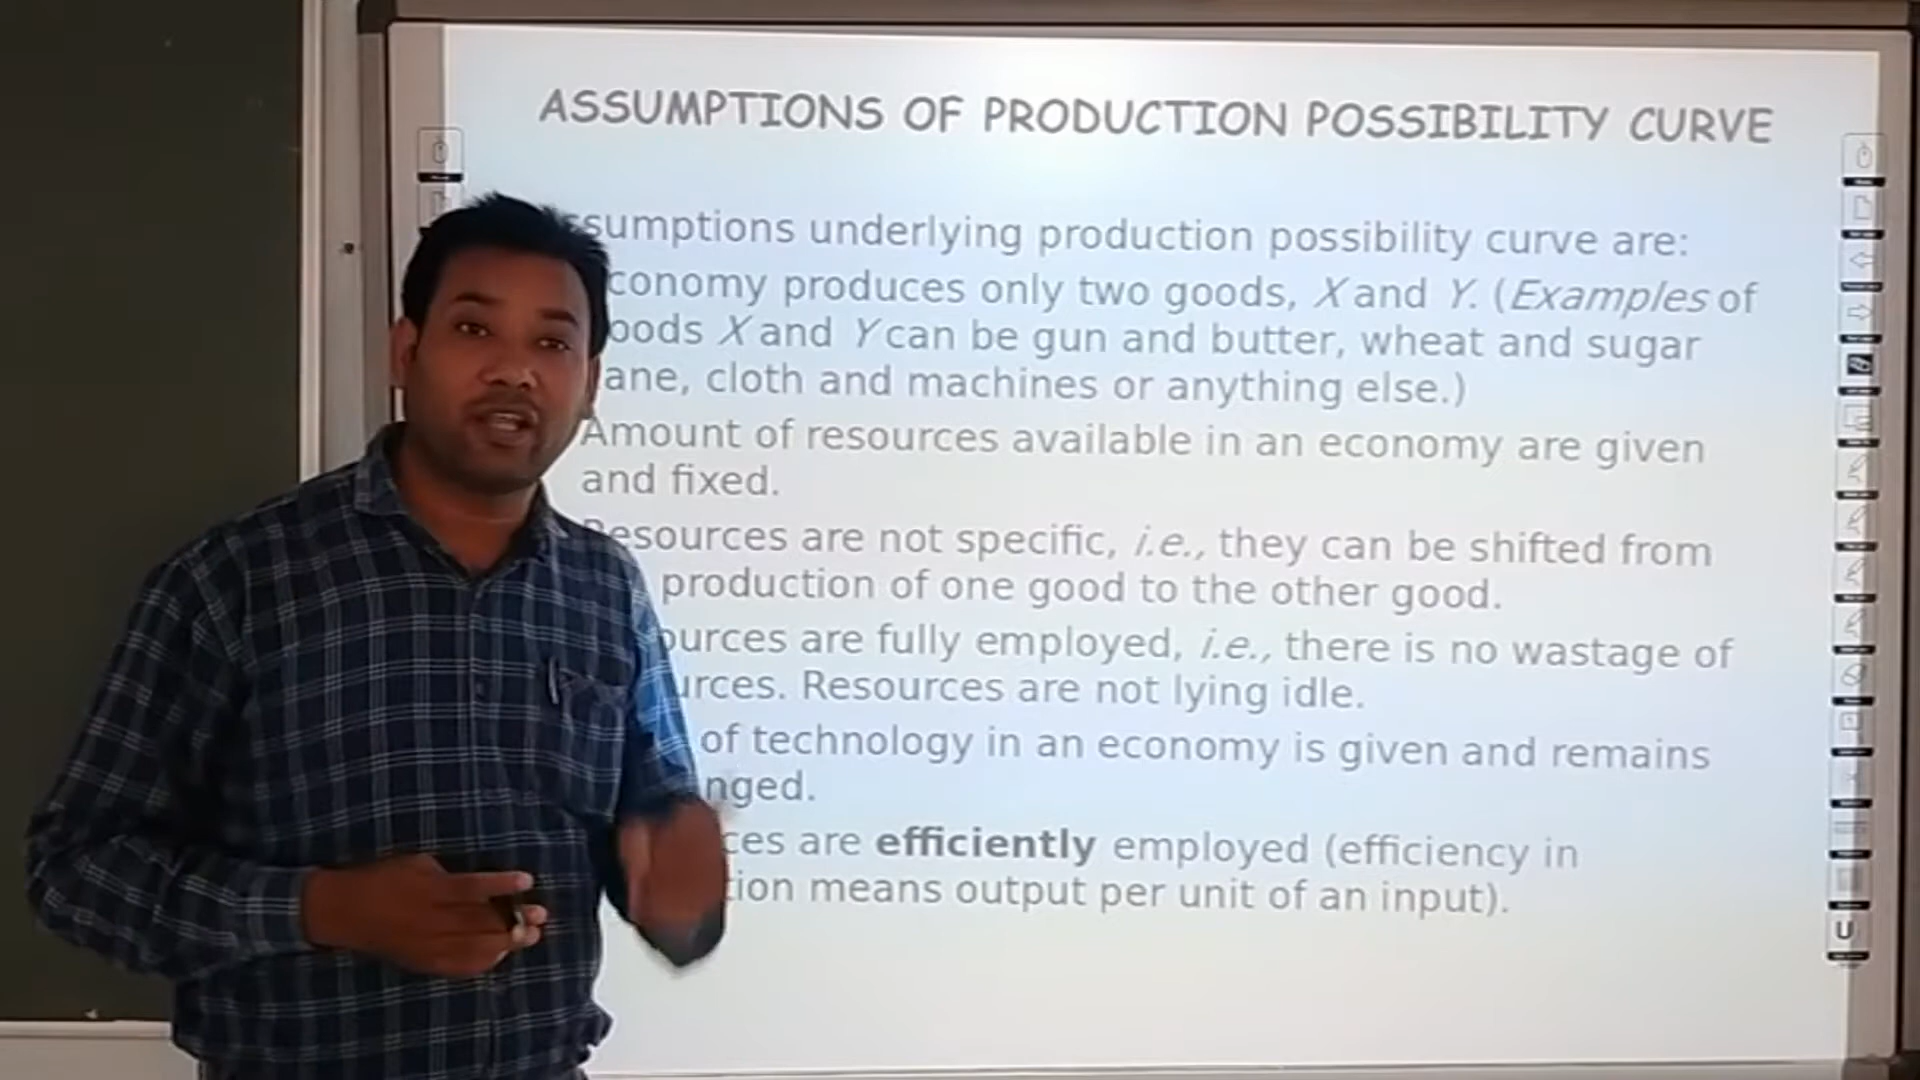 ASSUMPTIONS OF PRODUCTION POSSIBILITY CURVE
ssumptions underlying production possibility curve are:
conomy produces only two goods, X and Y. (Examples of
oods X and Y can be gun and butter, wheat and sugar
ane, cloth and machines or anything else.)
Amount of resources available in an economy are given
and fixed.
Resources are not specific, i.e., they can be shifted from
production of one good to the other good.
ources are fully employed, i.e., there is no wastage of
urces. Resources are not lying idle.
of technology in an economy is given and remains
nged.
ces are efficiently employed (efficiency in
tion means output per unit of an input).
U